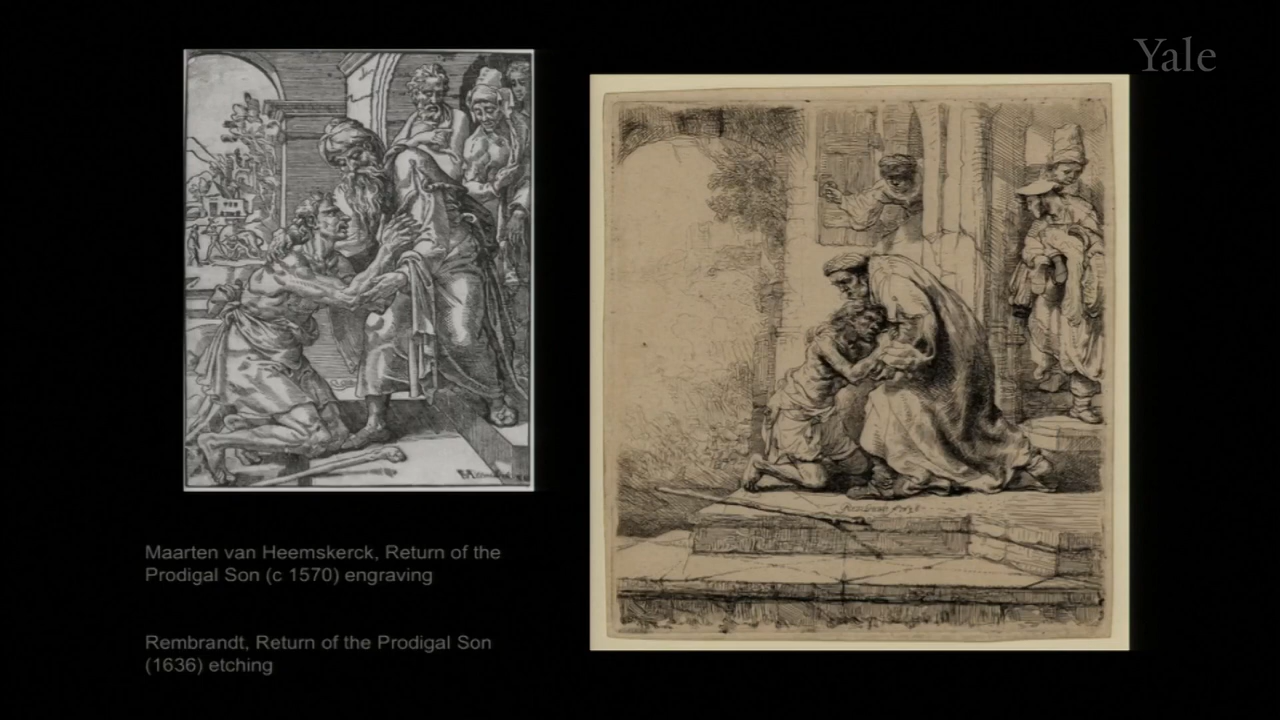 Yale
Maarten van Heemskerck, Return of the
Prodigal Son (c 1570) engraving
Rembrandt, Return of the Prodigal Son
(1636) etching